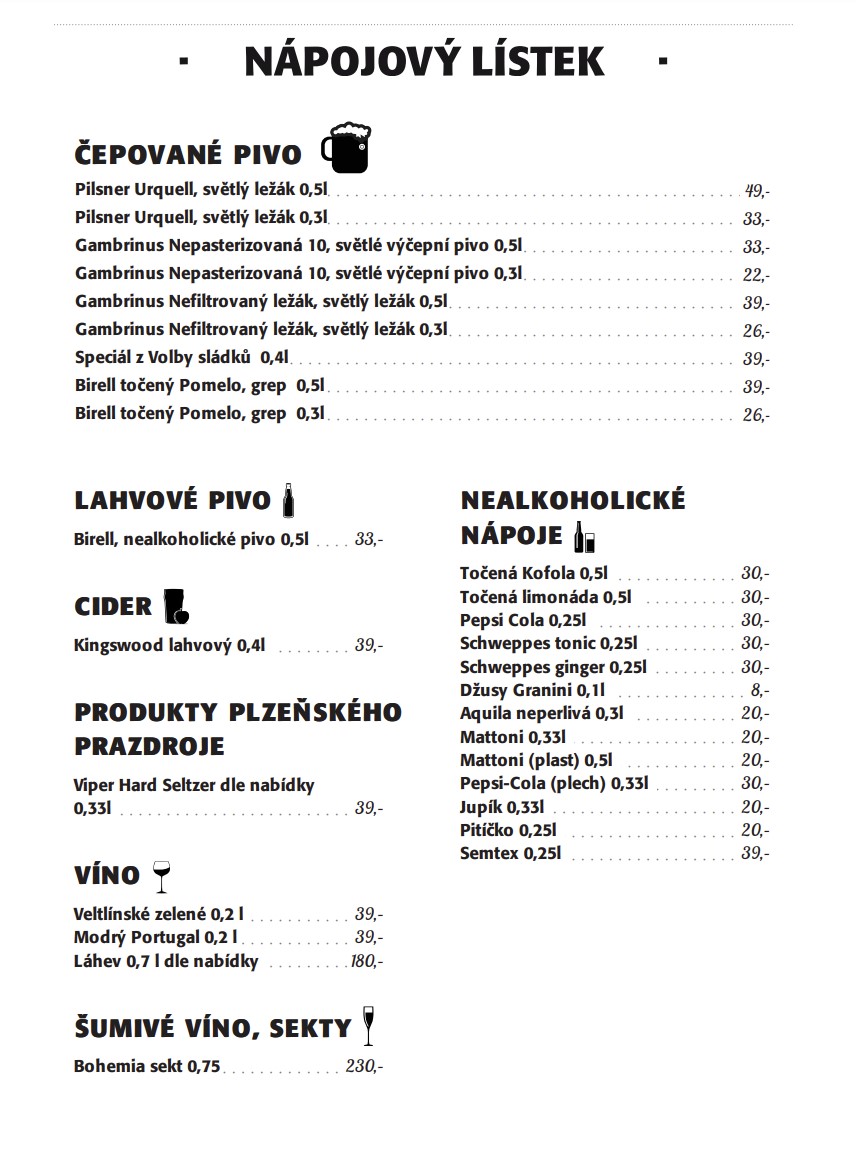 NÁPOJOVÝ LÍSTEK
ČEPOVANÉ PIVO
Pilsner Urquell, světlý ležák 0,5l 49,-
Pilsner Urquell, světlý ležák 0,3l 33,-
Gambrinus Nepasterizovaná 10, světlé výčepní pivo 0,5l 33,-
Gambrinus Nepasterizovaná 10, světlé výčepní pivo 0,3l 22,-
Gambrinus Nefiltrovaný ležák, světlý ležák 0,5l 39,-
Gambrinus Nefiltrovaný ležák, světlý ležák 0,3l 26,-
Speciál z Volby sládků 0,4l 39,-
Birell točený Pomelo, grep 0,5l 39,-
Birell točený Pomelo, grep 0,3l 26,-
LAHVOVÉ PIVO
Birell, nealkoholické pivo 0,5l 33,-
CIDER
Kingswood lahvový 0,4l 39,-
PRODUKTY PLZEŇSKÉHO
PRAZDROJE
Viper Hard Seltzer dle nabídky
0,33l 39,-
VÍNO
Veltlínské zelené 0,2 l 39,-
Modrý Portugal 0,2 l 39,-
Láhev 0,7 l dle nabídky 180,-
ŠUMIVÉ VÍNO, SEKTY
Bohemia sekt 0,75 230,-
NEALKOHOLICKÉ
NÁPOJE
Točená Kofola 0,5l 30,-
Točená limonáda 0,5l 30,-
Pepsi Cola 0,25l 30,-
Schweppes tonic 0,25l 30,-
Schweppes ginger 0,25l 30,-
Džusy Granini 0,1l 8,-
Aquila neperlivá 0,3l 20,-
Mattoni 0,33l 20,-
Mattoni (plast) 0,5l 20,-
Pepsi-Cola (plech) 0,33l 30,-
Jupík 0,33l 20,-
Pitíčko 0,25l 20,-
Semtex 0,25l 39,-